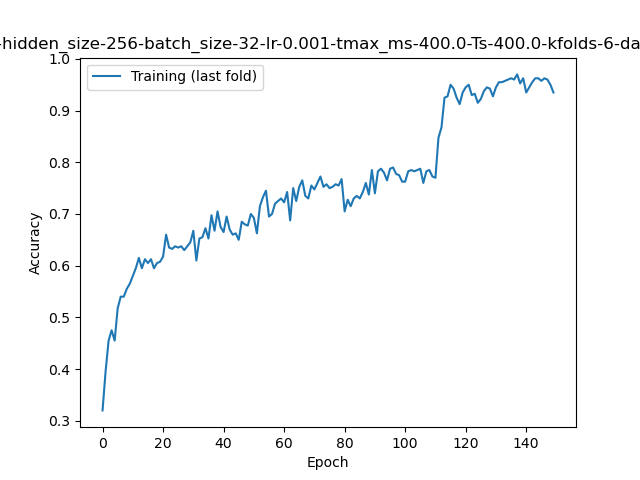 -hidden_size-256-batch_size-32-lr-0.001-tmax_ms-400.0-Ts-400.0-kfolds-6-da
Training (last fold)
1.0
0.9
0.8
0.7
0.6
0.5
0.4
0.3
Accuracy
0 20 40 60 80 100 120 140
Epoch